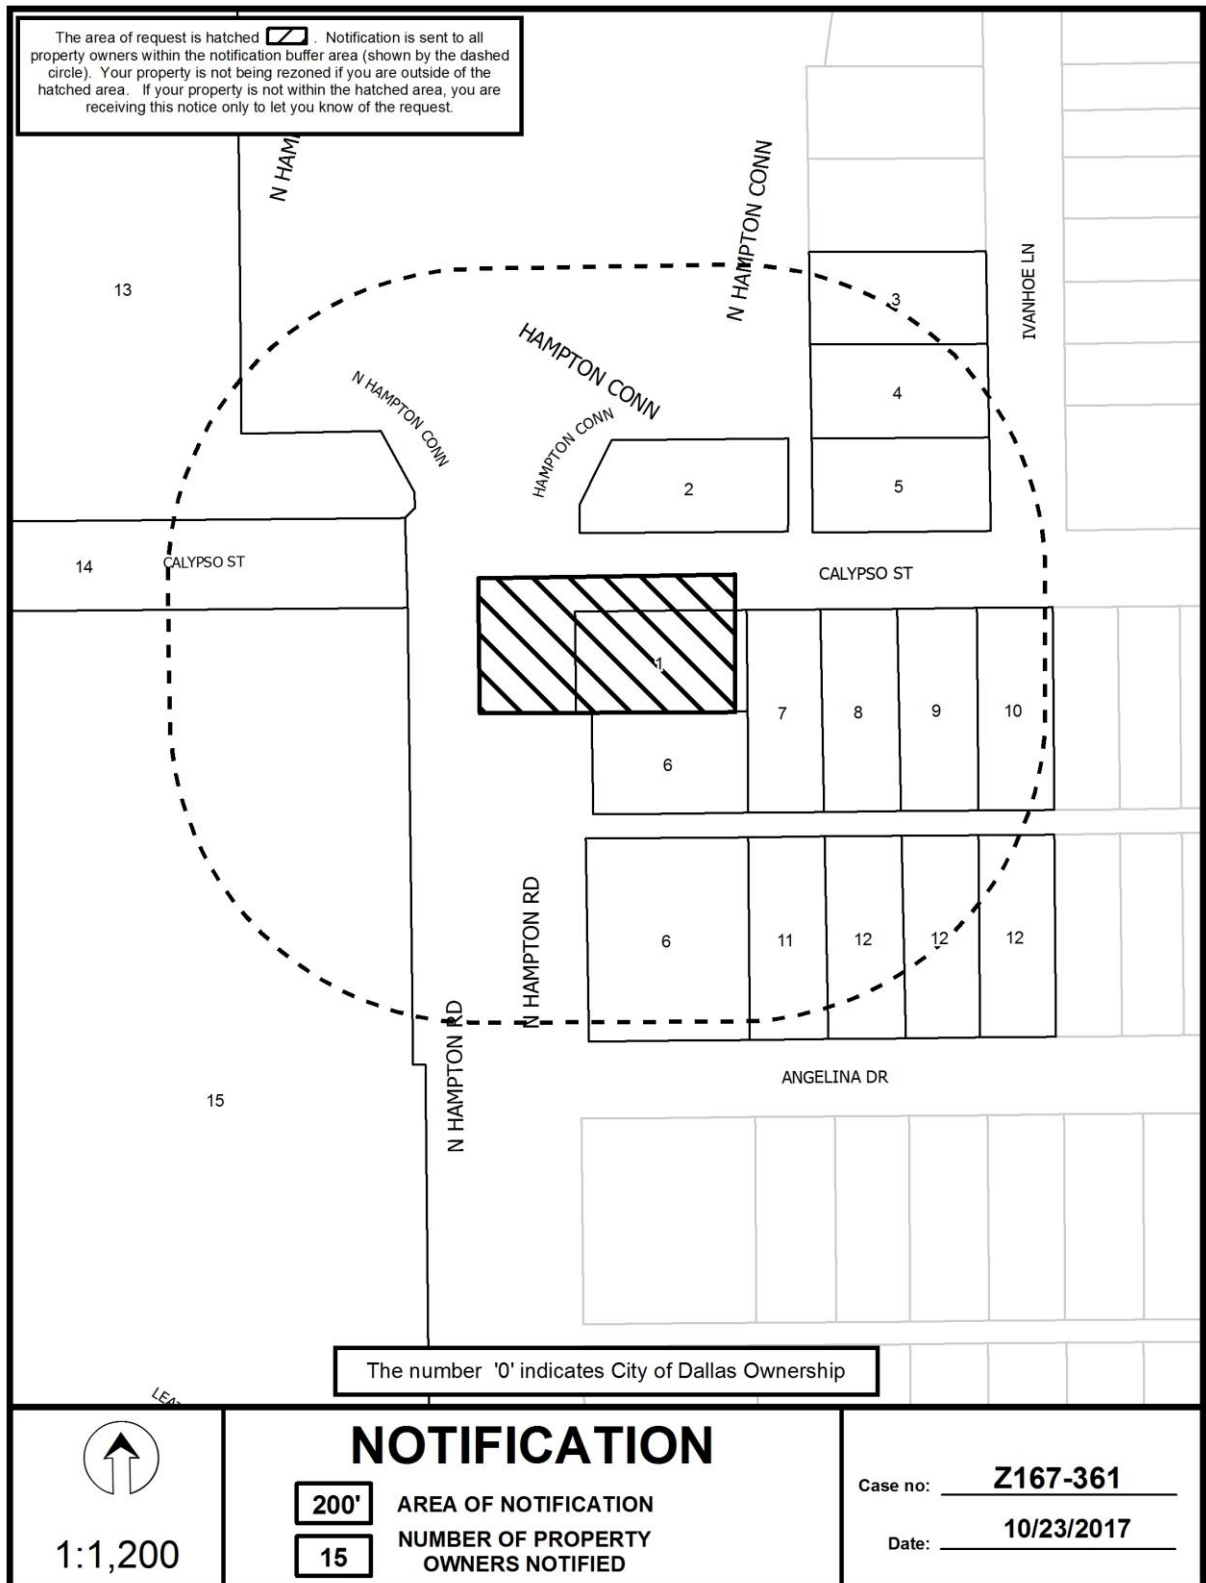 The area of request is hatched . Notification is sent to all
property owners within the notification buffer area (shown by the dashed
circle). Your property is not being rezoned if you are outside of the
hatched area. If your property is not within the hatched area, you are
receiving this notice only to let you know of the request.
N HAM
N HAMPTON CONN
IVANHOE LN
13
3
HAMPTON CONN
N HAMPTON CONN
4
HAMPTON CONN
2
5
14
CALYPSO ST
CALYPSO ST
1
7
8
9
10
6
N HAMPTON RD
6
11
12
12
12
N HAMPTON RD
ANGELINA DR
15
The number '0' indicates City of Dallas Ownership
1:1,200
NOTIFICATION
200' AREA OF NOTIFICATION
15 NUMBER OF PROPERTY
OWNERS NOTIFIED
Case no: Z167-361
Date: 10/23/2017